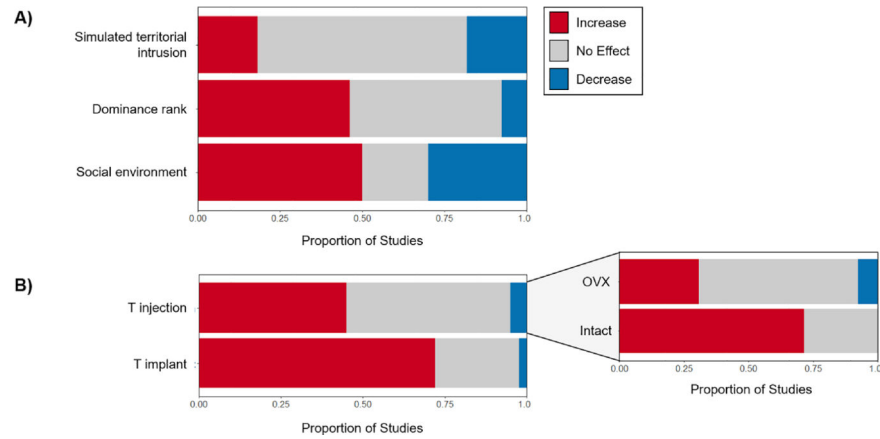 A)
Simulated territorial
intrusion
Dominance rank
Social environment
0.00 0.25 0.50 0.75 1.0
Proportion of Studies
Increase
No Effect
Decrease
B)
T injection
T implant
0.00 0.25 0.50 0.75 1.0
Proportion of Studies
OVX
Intact
0.00 0.25 0.50 0.75 1.00
Proportion of Studies